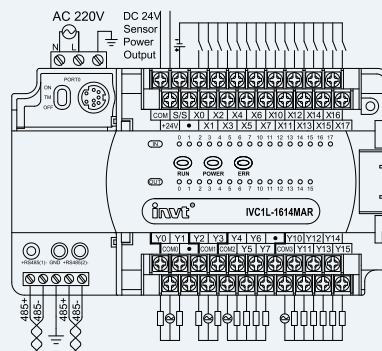 AC 220V
DC 24V
Sensor
Power
Output
N L
PORT0
ON
TM
OFF
COM S/S X0 X2 X4 X6 X10 X12 X14 X16
+24V • X1 X3 X5 X7 X11 X13 X15 X17
0 1 2 3 4 5 6 7 10 11 12 13 14 15 16 17
IN
RUN POWER ERR
OUT
0 1 2 3 4 5 6 7 10 11 12 13 14 15
invt
IVC1L-1614MAR
Y0 Y1 Y2 Y3 Y4 Y6 • Y10 Y12 Y14
COM0 • COM1 COM2 Y5 Y7 COM3 Y11 Y13 Y15
+RS485(1)- GND +RS485(2)-
485+ 485- 485+ 485-